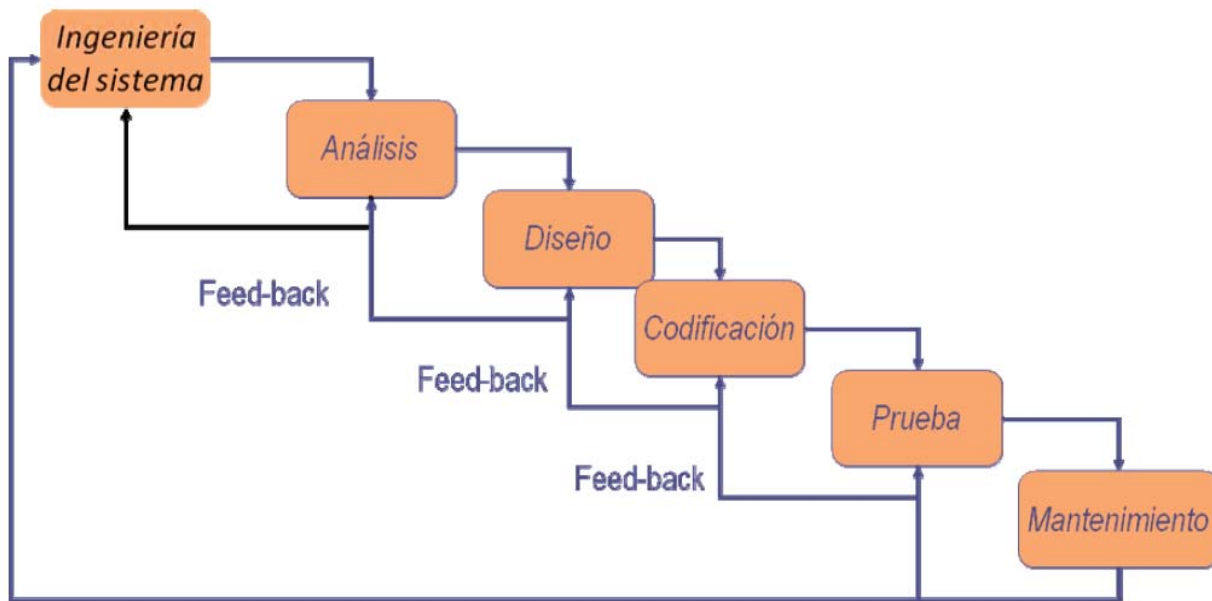 Ingeniería
del sistema
Análisis
Diseño
Feed-back
Codificación
Feed-back
Prueba
Feed-back
Mantenimiento